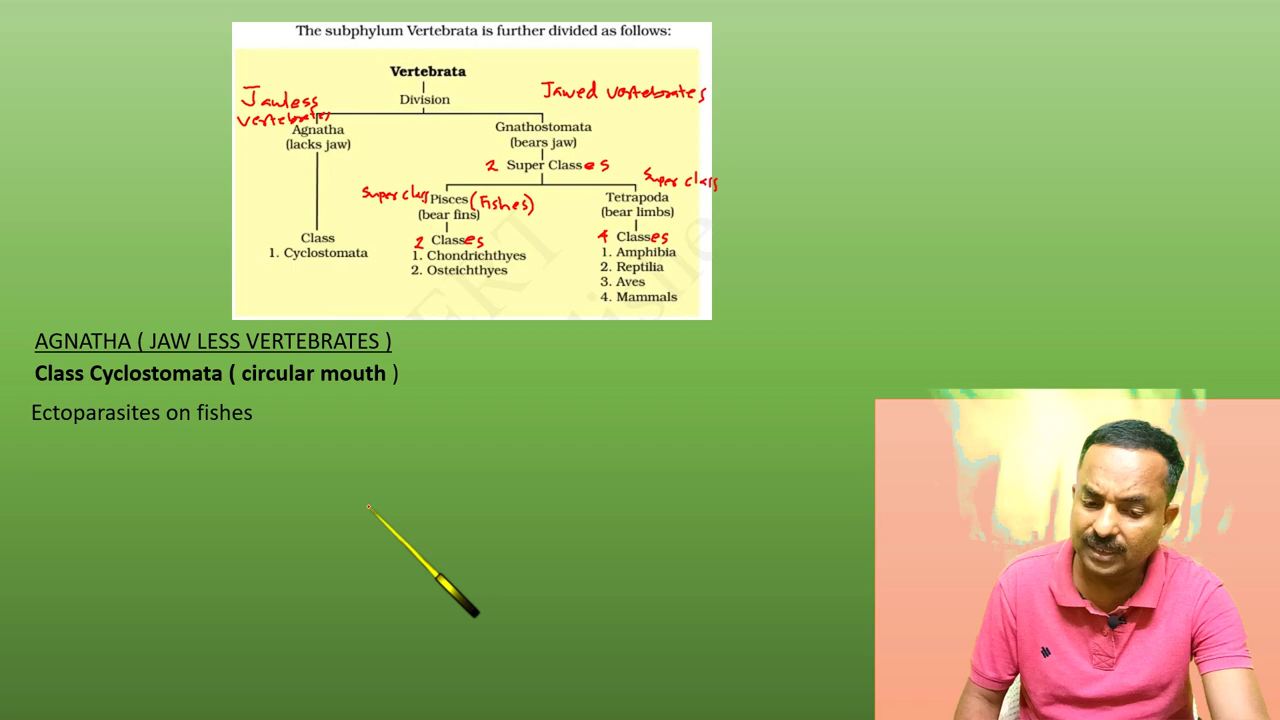 The subphylum Vertebrata is further divided as follows:
Vertebrata
Division
Jawless
vertebrates
Jawed vertebrates
Agnatha
(lacks jaw)
Gnathostomata
(bears jaw)
2 Super Classes
Super class
Pisces (Fishes)
(bear fins)
Super class
Tetrapoda
(bear limbs)
Class
1. Cyclostomata
2 Classes
1. Chondrichthyes
2. Osteichthyes
4 Classes
1. Amphibia
2. Reptilia
3. Aves
4. Mammals
AGNATHA ( JAW LESS VERTEBRATES )
Class Cyclostomata ( circular mouth )
Ectoparasites on fishes